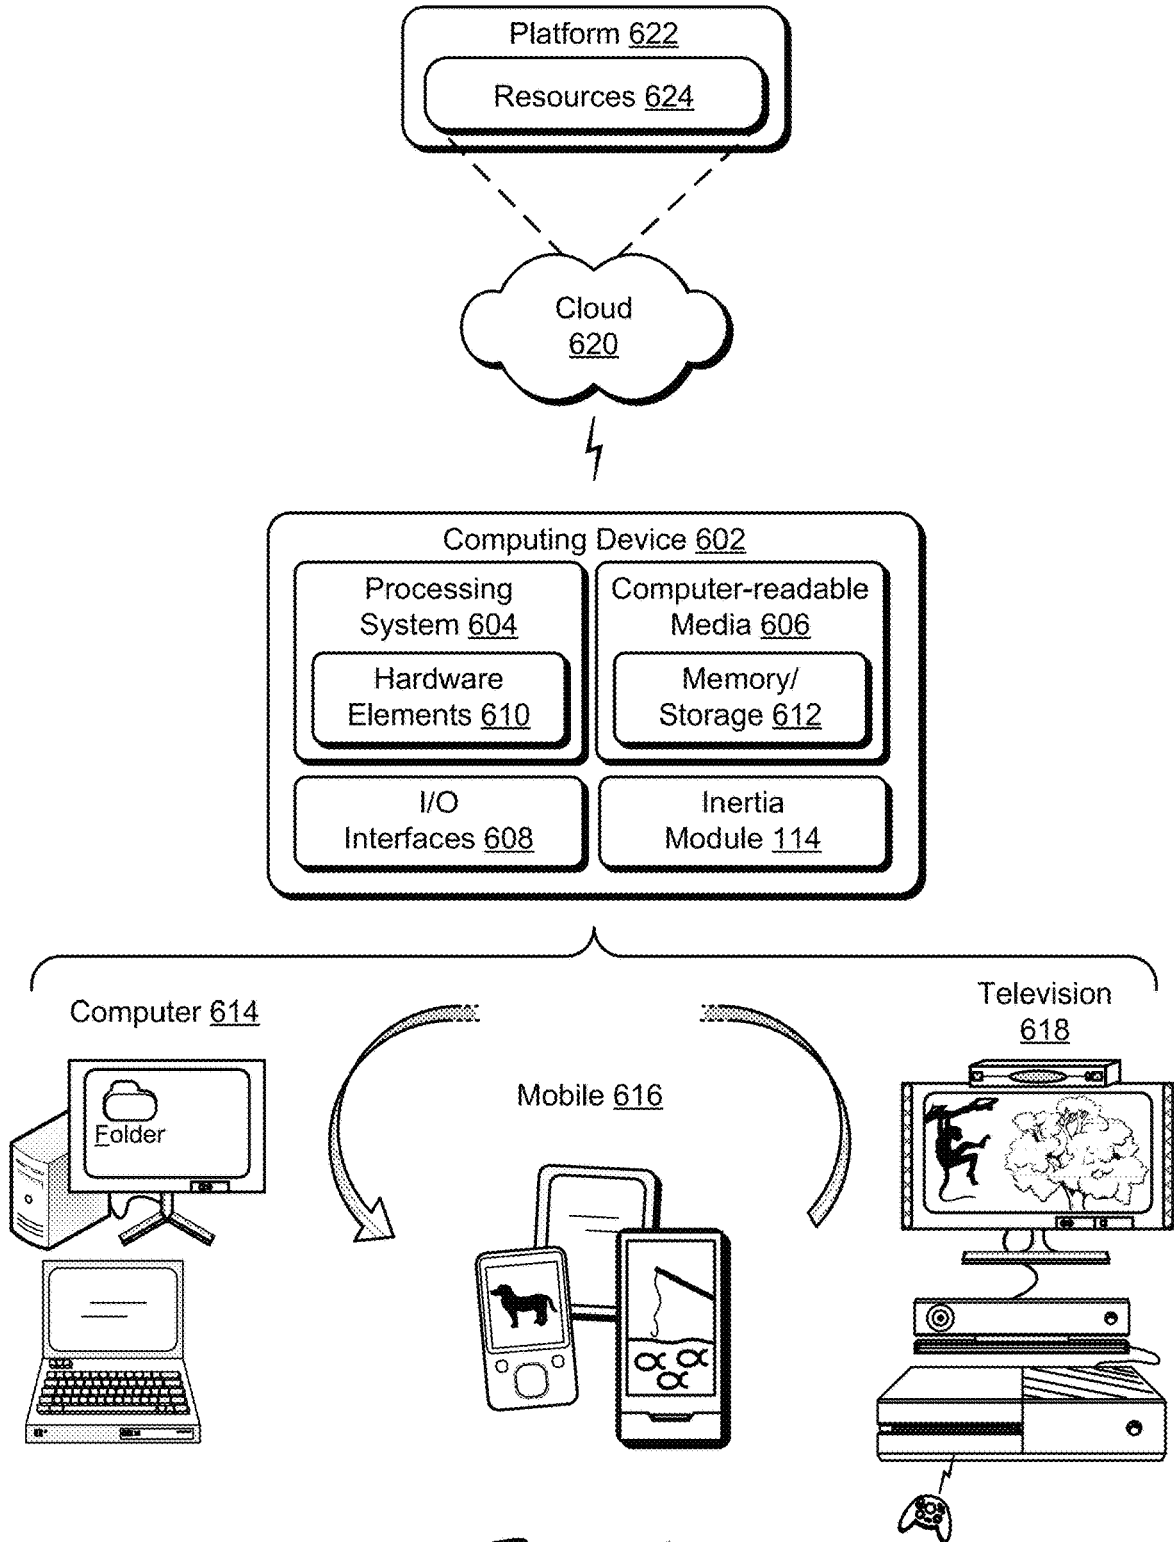 Platform 622
Resources 624
Cloud
620
Computing Device 602
Processing
System 604
Hardware
Elements 610
Computer-readable
Media 606
Memory/
Storage 612
I/O
Interfaces 608
Inertia
Module 114
Computer 614
Folder
Mobile 616
Television
618